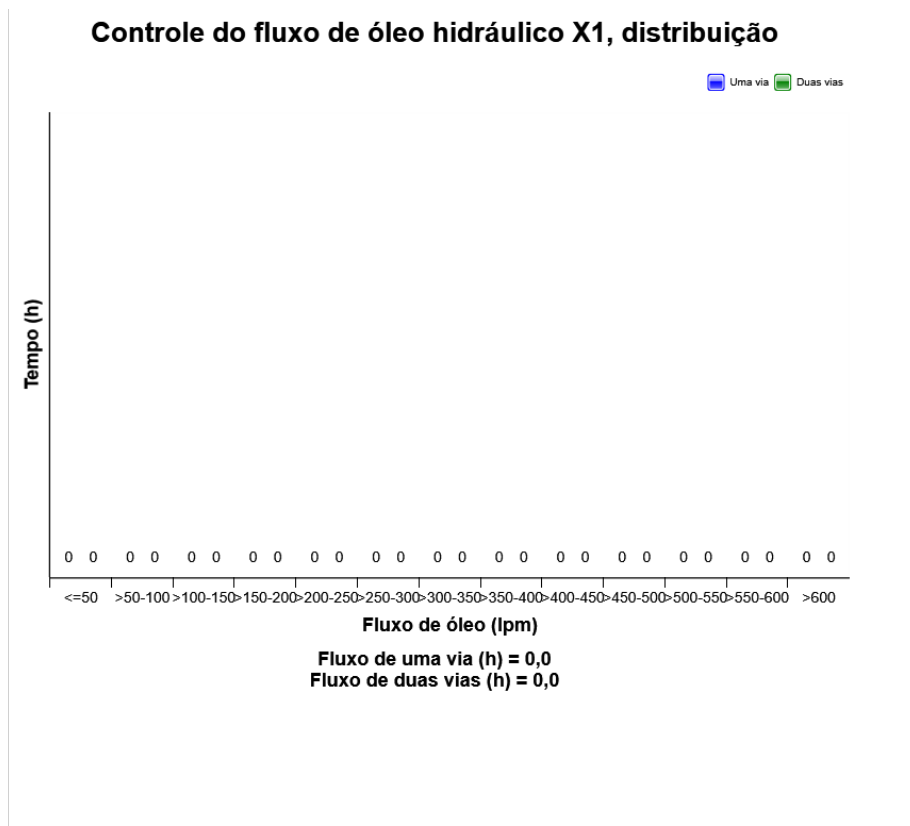 Controle do fluxo de óleo hidráulico X1, distribuição
Uma via Duas vias
Tempo (h)
0 0 0 0 0 0 0 0 0 0 0 0 0 0 0 0 0 0 0 0 0 0 0 0 0 0
<=50 >50-100 >100-150 >150-200 >200-250 >250-300 >300-350 >350-400 >400-450 >450-500 >500-550 >550-600 >600
Fluxo de óleo (lpm)
Fluxo de uma via (h) = 0,0
Fluxo de duas vias (h) = 0,0